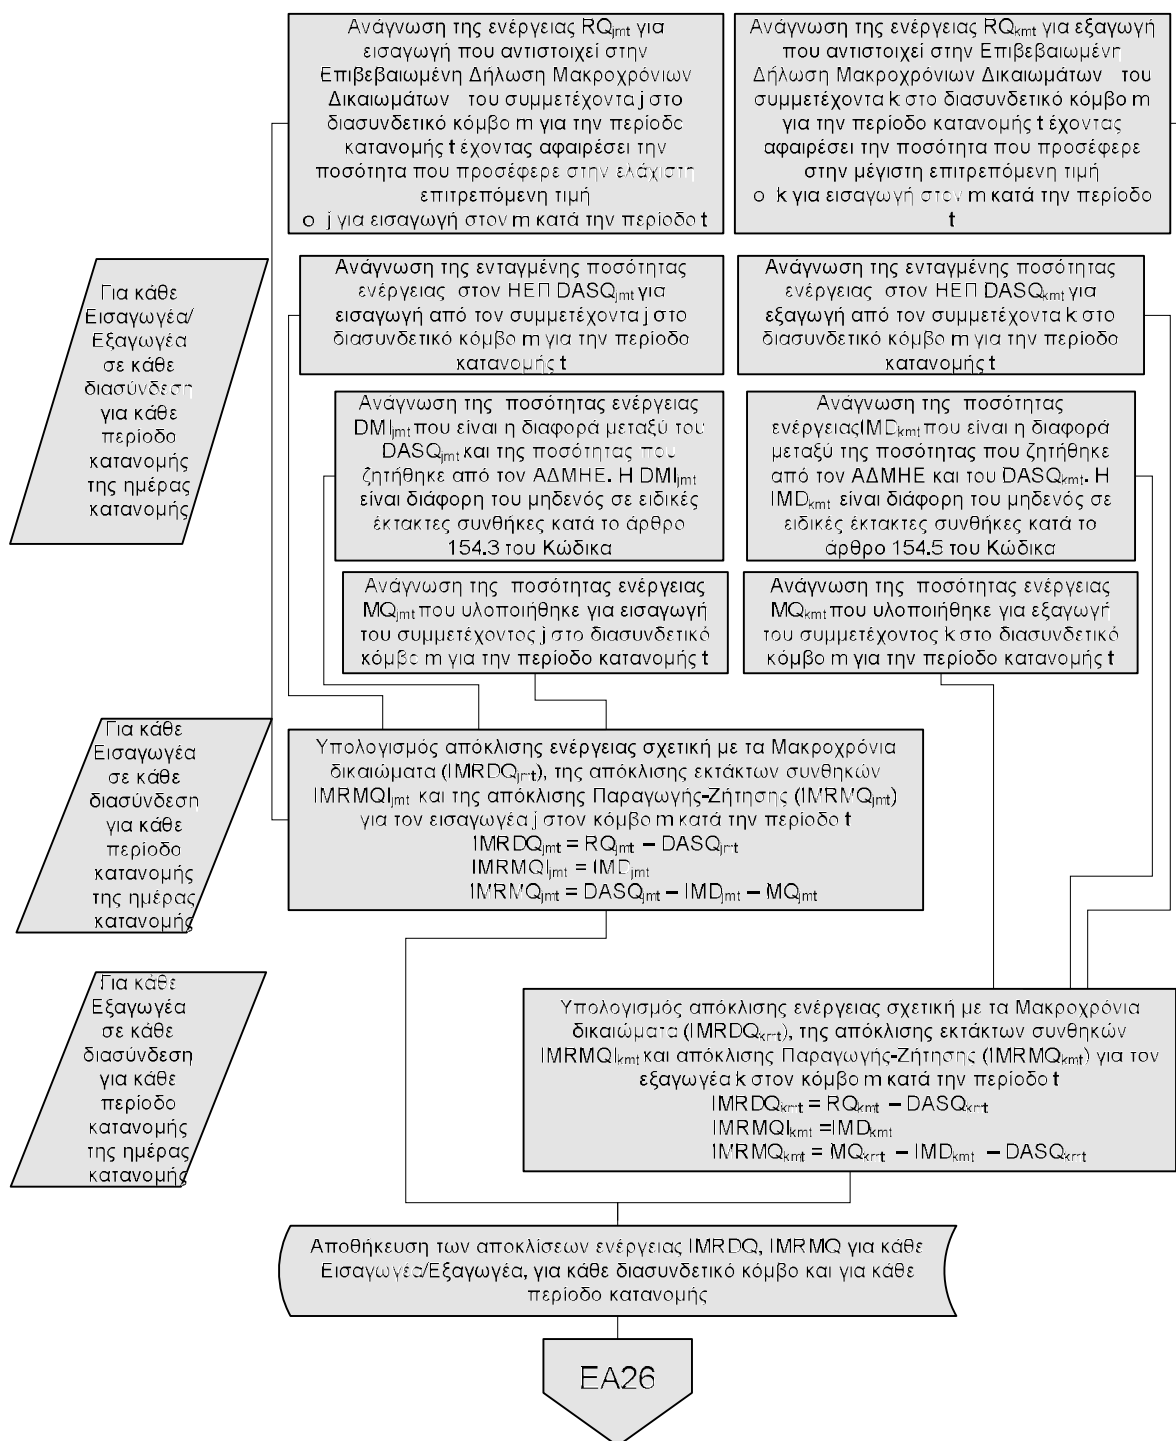 Ανάγνωση της ενέργειας RQjmt για
εισαγωγή που αντιστοιχεί στην
Επιβεβαιωμένη Δήλωση Μακροχρόνιων
Δικαιωμάτων του συμμετέχοντα j στο
διασυνδετικό κόμβο m για την περίοδο
κατανομής t έχοντας αφαιρέσει την
ποσότητα που προσέφερε στην ελάχιστη
επιτρεπόμενη τιμή
ο j για εισαγωγή στον m κατά την περίοδο t
Ανάγνωση της ενέργειας RQkmt για εξαγωγή
που αντιστοιχεί στην Επιβεβαιωμένη
Δήλωση Μακροχρόνιων Δικαιωμάτων του
συμμετέχοντα k στο διασυνδετικό κόμβο m
για την περίοδο κατανομής t έχοντας
αφαιρέσει την ποσότητα που προσέφερε
στην μέγιστη επιτρεπόμενη τιμή
ο k για εισαγωγή στον m κατά την περίοδο
t
Για κάθε
Εισαγωγέα/
Εξαγωγέα
σε κάθε
διασύνδεση
για κάθε
περίοδο
κατανομής
της ημέρας
κατανομής
Ανάγνωση της ενταγμένης ποσότητας
ενέργειας στον ΗΕΠ DASQjmt για
εισαγωγή από τον συμμετέχοντα j στο
διασυνδετικό κόμβο m για την περίοδο
κατανομής t
Ανάγνωση της ενταγμένης ποσότητας
ενέργειας στον ΗΕΠ DASQkmt για
εξαγωγή από τον συμμετέχοντα k στο
διασυνδετικό κόμβο m για την περίοδο
κατανομής t
Ανάγνωση της ποσότητας ενέργειας
DMIjmt που είναι η διαφορά μεταξύ του
DASQjmt και της ποσότητας που
ζητήθηκε από τον ΑΔΜΗΕ. Η DMIjmt
είναι διάφορη του μηδενός σε ειδικές
έκτακτες συνθήκες κατά το άρθρο
154.3 του Κώδικα
Ανάγνωση της ποσότητας
ενέργειαςIMDkmt που είναι η διαφορά
μεταξύ της ποσότητας που ζητήθηκε
από τον ΑΔΜΗΕ και του DASQkmt. Η
IMDkmt είναι διάφορη του μηδενός σε
ειδικές έκτακτες συνθήκες κατά το
άρθρο 154.5 του Κώδικα
Ανάγνωση της ποσότητας ενέργειας
MQjmt που υλοποιήθηκε για εισαγωγή
του συμμετέχοντος j στο διασυνδετικό
κόμβο m για την περίοδο κατανομής t
Ανάγνωση της ποσότητας ενέργειας
MQkmt που υλοποιήθηκε για εξαγωγή
του συμμετέχοντος k στο διασυνδετικό
κόμβο m για την περίοδο κατανομής t
Για κάθε
Εισαγωγέα
σε κάθε
διασύνδεση
για κάθε
περίοδο
κατανομής
της ημέρας
κατανομής
Υπολογισμός απόκλισης ενέργειας σχετική με τα Μακροχρόνια
δικαιώματα (IMRDQjmt), της απόκλισης εκτάκτων συνθηκών
IMRMQIjmt και της απόκλισης Παραγωγής-Ζήτησης (IMRMQjmt)
για τον εισαγωγέα j στον κόμβο m κατά την περίοδο t
IMRDQjmt = RQjmt – DASQjmt
IMRMQIjmt = IMDjmt
IMRMQjmt = DASQjmt – IMDjmt – MQjmt
Για κάθε
Εξαγωγέα
σε κάθε
διασύνδεση
για κάθε
περίοδο
κατανομής
της ημέρας
κατανομής
Υπολογισμός απόκλισης ενέργειας σχετική με τα Μακροχρόνια
δικαιώματα (IMRDQkmt), της απόκλισης εκτάκτων συνθηκών
IMRMQIkmt και απόκλισης Παραγωγής-Ζήτησης (IMRMQkmt) για τον
εξαγωγέα k στον κόμβο m κατά την περίοδο t
IMRDQkmt = RQkmt – DASQkmt
IMRMQIkmt =IMDkmt
IMRMQkmt = MQkmt – IMDkmt – DASQkmt
Αποθήκευση των αποκλίσεων ενέργειας IMRDQ, IMRMQ για κάθε
Εισαγωγέα/Εξαγωγέα, για κάθε διασυνδετικό κόμβο και για κάθε
περίοδο κατανομής
ΕΑ26